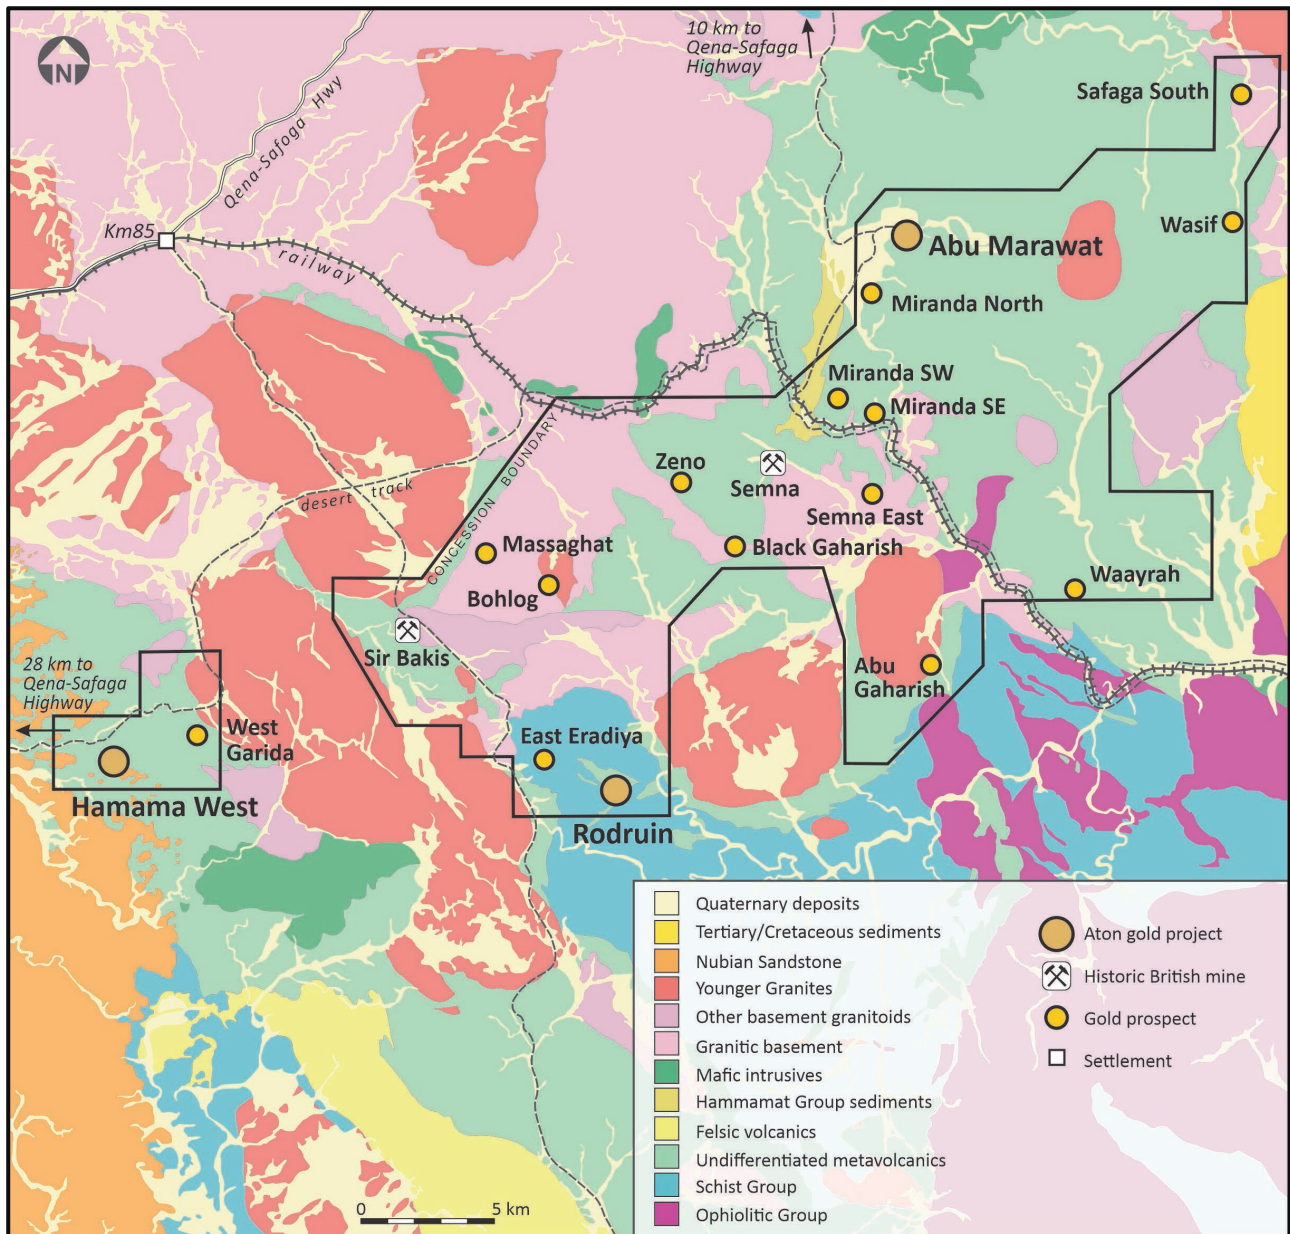 N
10 km to
Qena-Safaga
Highway
Safaga South
Qena-Safoga Hwy
Km85
railway
Wasif
Abu Marawat
Miranda North
Miranda SW
Miranda SE
CONCESSION BOUNDARY
Zeno
Semna
desert track
Semna East
Massaghat
Black Gaharish
Bohlog
Waayrah
Sir Bakis
28 km to
Qena-Safaga
Highway
Abu
Gaharish
West
Garida
East Eradiya
Hamama West
Rodruin
Quaternary deposits
Tertiary/Cretaceous sediments
Nubian Sandstone
Younger Granites
Other basement granitoids
Granitic basement
Mafic intrusives
Hammamat Group sediments
Felsic volcanics
Undifferentiated metavolcanics
Schist Group
Ophiolitic Group
Aton gold project
Historic British mine
Gold prospect
Settlement
0 5 km